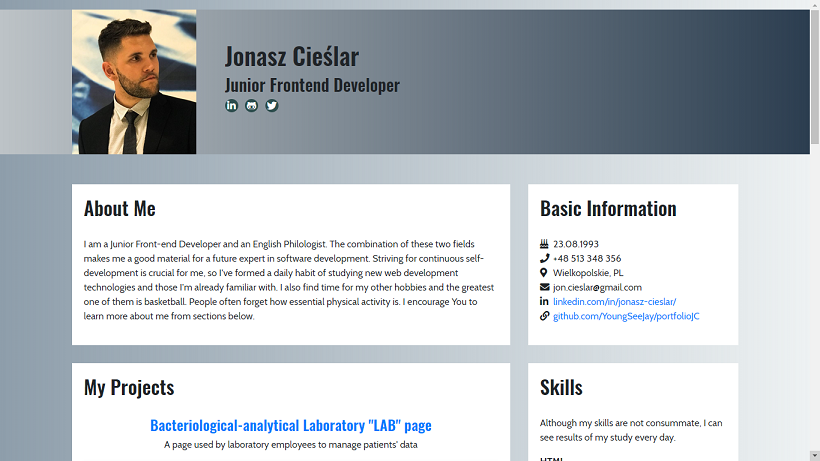 Jonasz Cieślar
Junior Frontend Developer
About Me
I am a Junior Front-end Developer and an English Philologist. The combination of these two fields
makes me a good material for a future expert in software development. Striving for continuous self-
development is crucial for me, so I've formed a daily habit of studying new web development
technologies and those I'm already familiar with. I also find time for my other hobbies and the greatest
one of them is basketball. People often forget how essential physical activity is. I encourage You to
learn more about me from sections below.
Basic Information
23.08.1993
+48 513 348 356
Wielkopolskie, PL
jon.cieslar@gmail.com
linkedin.com/in/jonasz-cieslar/
github.com/YoungSeeJay/portfolioJC
My Projects
Bacteriological-analytical Laboratory "LAB" page
A page used by laboratory employees to manage patients' data
Skills
Although my skills are not consummate, I can
see results of my study every day.
HTML